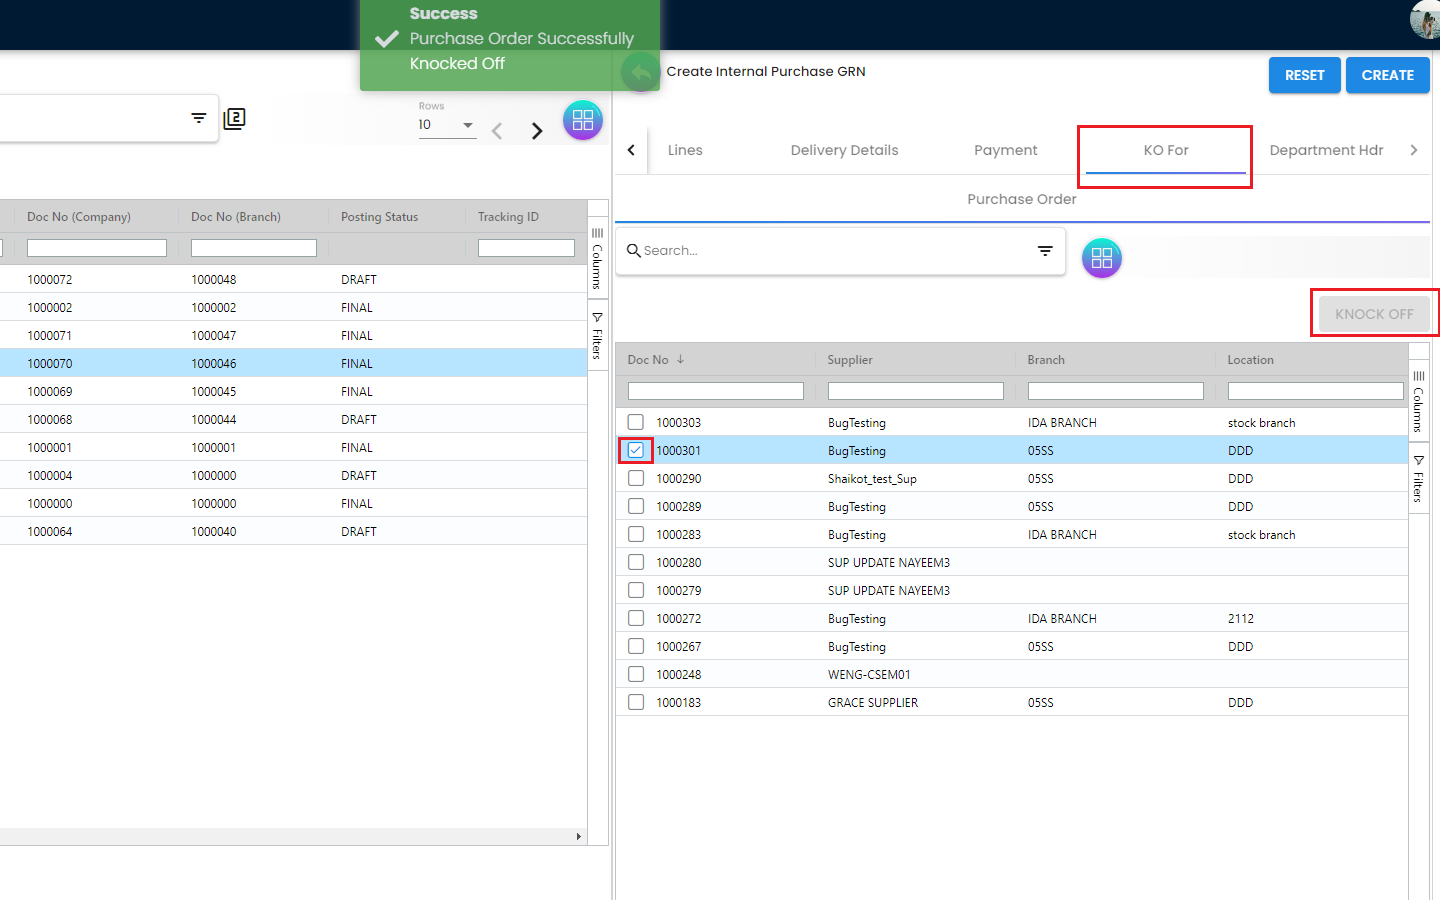 Success
Purchase Order Successfully
Knocked Off
Create Internal Purchase GRN
RESET
CREATE
2
Rows
10
Lines
Delivery Details
Payment
KO For
Department Hdr
Purchase Order
Search...
KNOCK OFF
Doc No (Company) Doc No (Branch) Posting Status Tracking ID
1000072 1000048 DRAFT
1000002 1000002 FINAL
1000071 1000047 FINAL
1000070 1000046 FINAL
1000069 1000045 FINAL
1000068 1000044 DRAFT
1000001 1000001 FINAL
1000004 1000000 DRAFT
1000000 1000000 FINAL
1000064 1000040 DRAFT
Columns
Filters
Doc No Supplier Branch Location
1000303 BugTesting IDA BRANCH stock branch
1000301 BugTesting 05SS DDD
1000290 Shaikot_test_Sup 05SS DDD
1000289 BugTesting 05SS DDD
1000283 BugTesting IDA BRANCH stock branch
1000280 SUP UPDATE NAYEEM3
1000279 SUP UPDATE NAYEEM3
1000272 BugTesting IDA BRANCH 2112
1000267 BugTesting 05SS DDD
1000248 WENG-CSEM01
1000183 GRACE SUPPLIER 05SS DDD
Columns
Filters